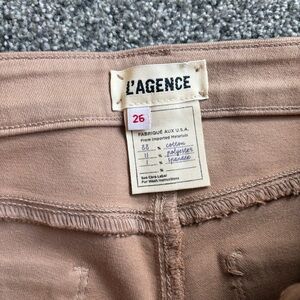 L'AGENCE
26
FABRIQUÉ AUX U.S.A.
From Imported Materials
88 % cotton
11 % polyester
1 % spandex
%
See Care Label
For Wash Instructions